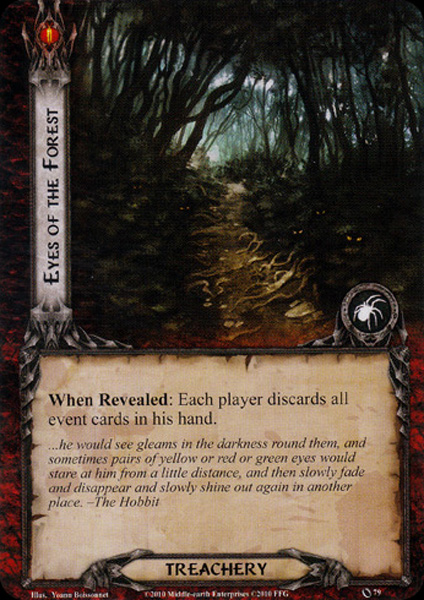 EYES OF THE FOREST
When Revealed: Each player discards all
event cards in his hand.
...he would see gleams in the darkness round them, and
sometimes pairs of yellow or red or green eyes would
stare at him from a little distance, and then slowly fade
and disappear and slowly shine out again in another
place. –The Hobbit
TREACHERY
Illus. Yoann Boissonnet ©2010 Middle-earth Enterprises ©2010 FFG 79